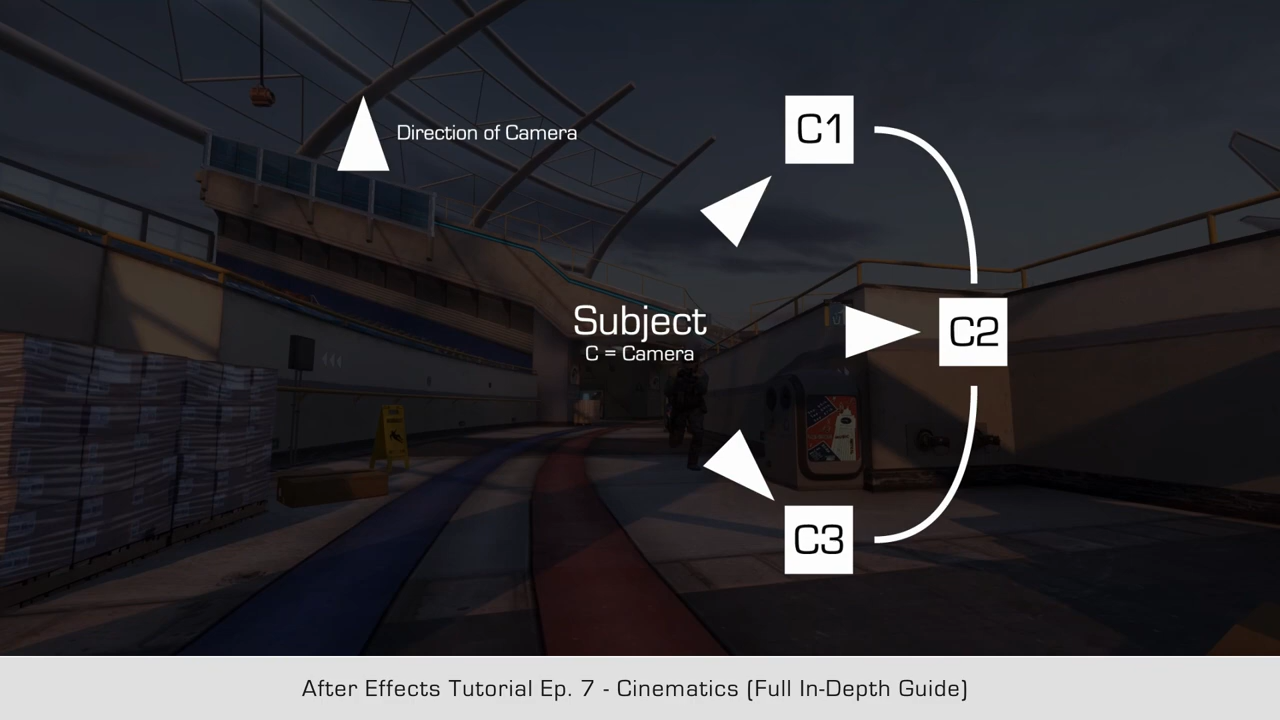 Direction of Camera
C1
Subject
C = Camera
C2
C3
After Effects Tutorial Ep. 7 - Cinematics (Full In-Depth Guide)